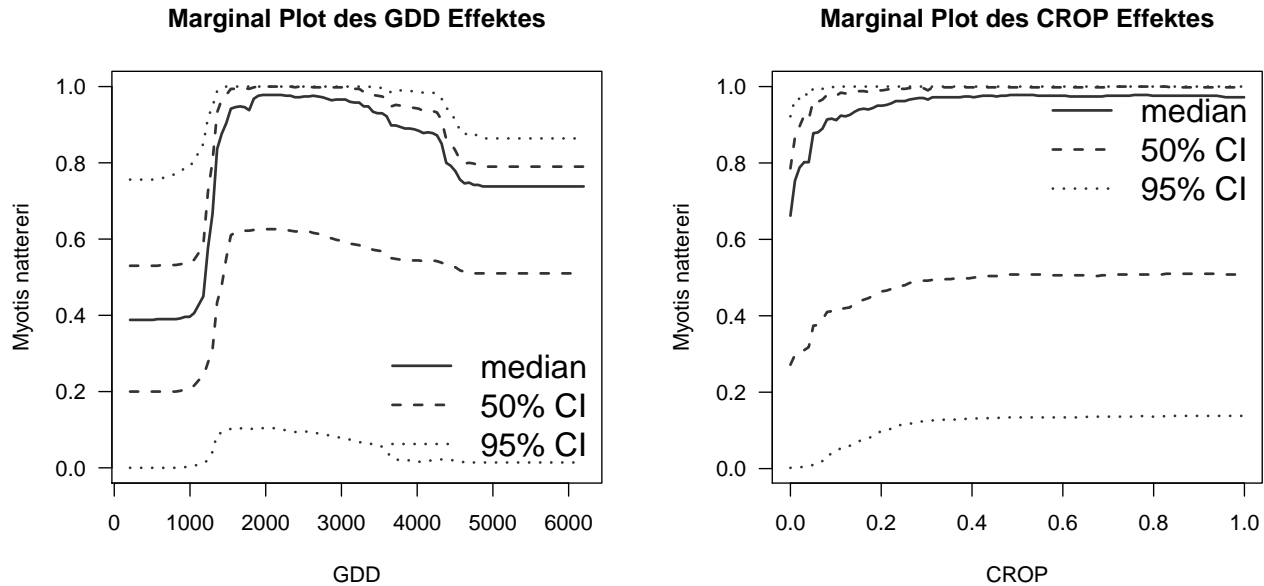 Marginal Plot des GDD Effektes
Myotis nattereri
1.0
0.8
0.6
0.4
0.2
0.0
median
50% CI
95% CI
0 1000 2000 3000 4000 5000 6000
GDD
Marginal Plot des CROP Effektes
Myotis nattereri
1.0
0.8
0.6
0.4
0.2
0.0
median
50% CI
95% CI
0.0 0.2 0.4 0.6 0.8 1.0
CROP